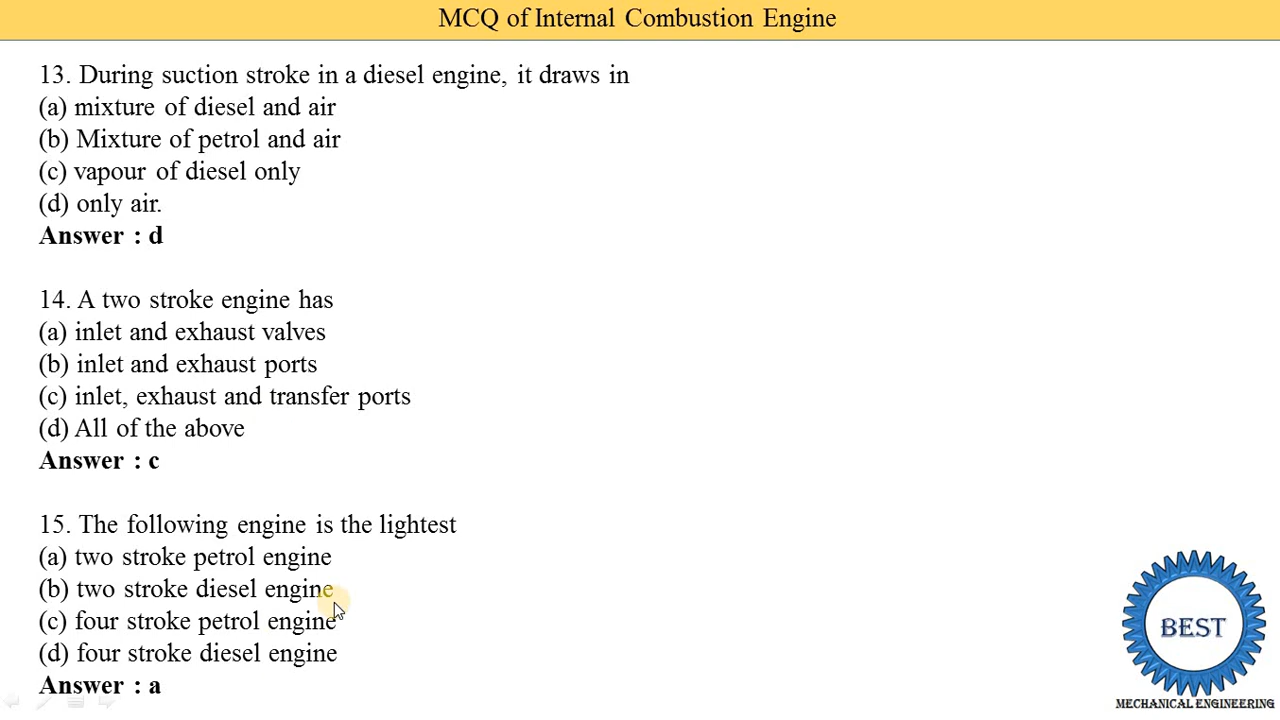 MCQ of Internal Combustion Engine
13. During suction stroke in a diesel engine, it draws in
(a) mixture of diesel and air
(b) Mixture of petrol and air
(c) vapour of diesel only
(d) only air.
Answer : d
14. A two stroke engine has
(a) inlet and exhaust valves
(b) inlet and exhaust ports
(c) inlet, exhaust and transfer ports
(d) All of the above
Answer : c
15. The following engine is the lightest
(a) two stroke petrol engine
(b) two stroke diesel engine
(c) four stroke petrol engine
(d) four stroke diesel engine
Answer : a
BEST
MECHANICAL ENGINEERING